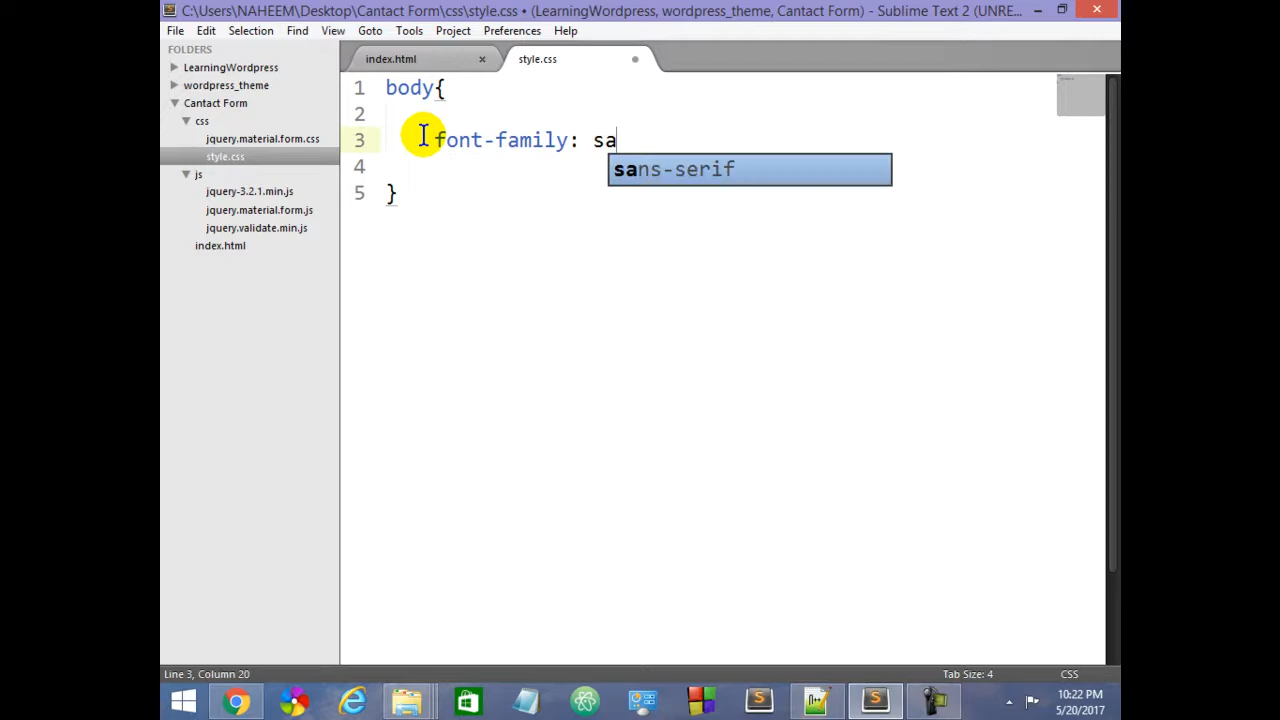 C:\Users\NAHEEM\Desktop\Cantact Form\css\style.css • (LearningWordpress, wordpress_theme, Cantact Form) - Sublime Text 2 (UNRE...
File Edit Selection Find View Goto Tools Project Preferences Help
FOLDERS
LearningWordpress
wordpress_theme
Cantact Form
css
jquery.material.form.css
style.css
js
jquery-3.2.1.min.js
jquery.material.form.js
jquery.validate.min.js
index.html
index.html × style.css
1 body{
2
3 font-family: sa
sans-serif
4
5 }
Line 3, Column 20 Tab Size: 4 CSS
10:22 PM
5/20/2017